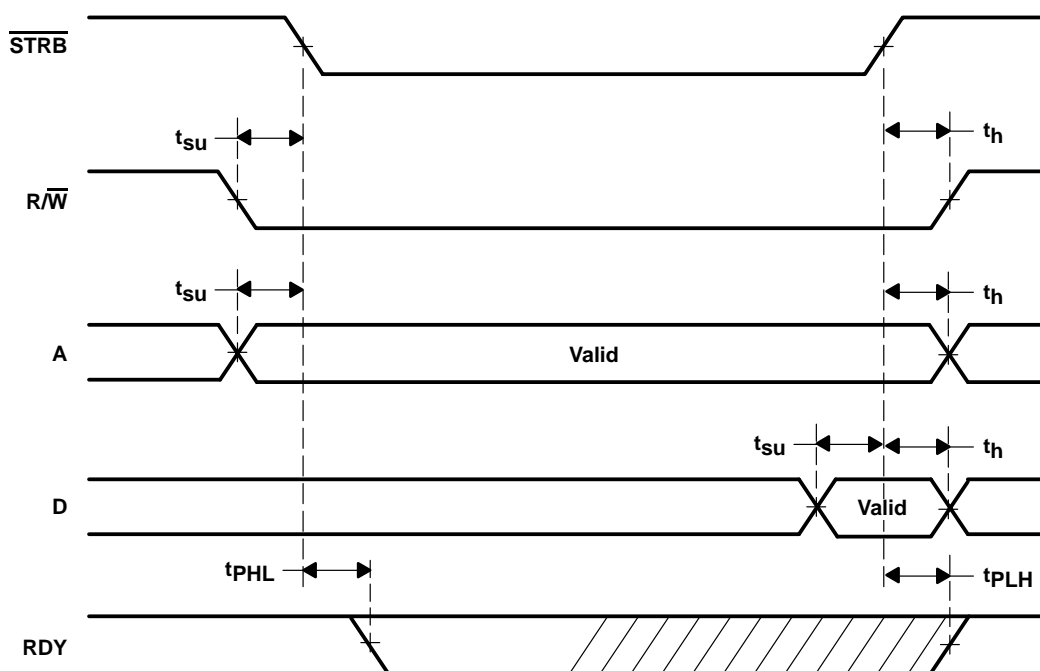 STRB
tsu
th
R/W
tsu
th
A
Valid
tsu
th
D
Valid
tPHL
tPLH
RDY